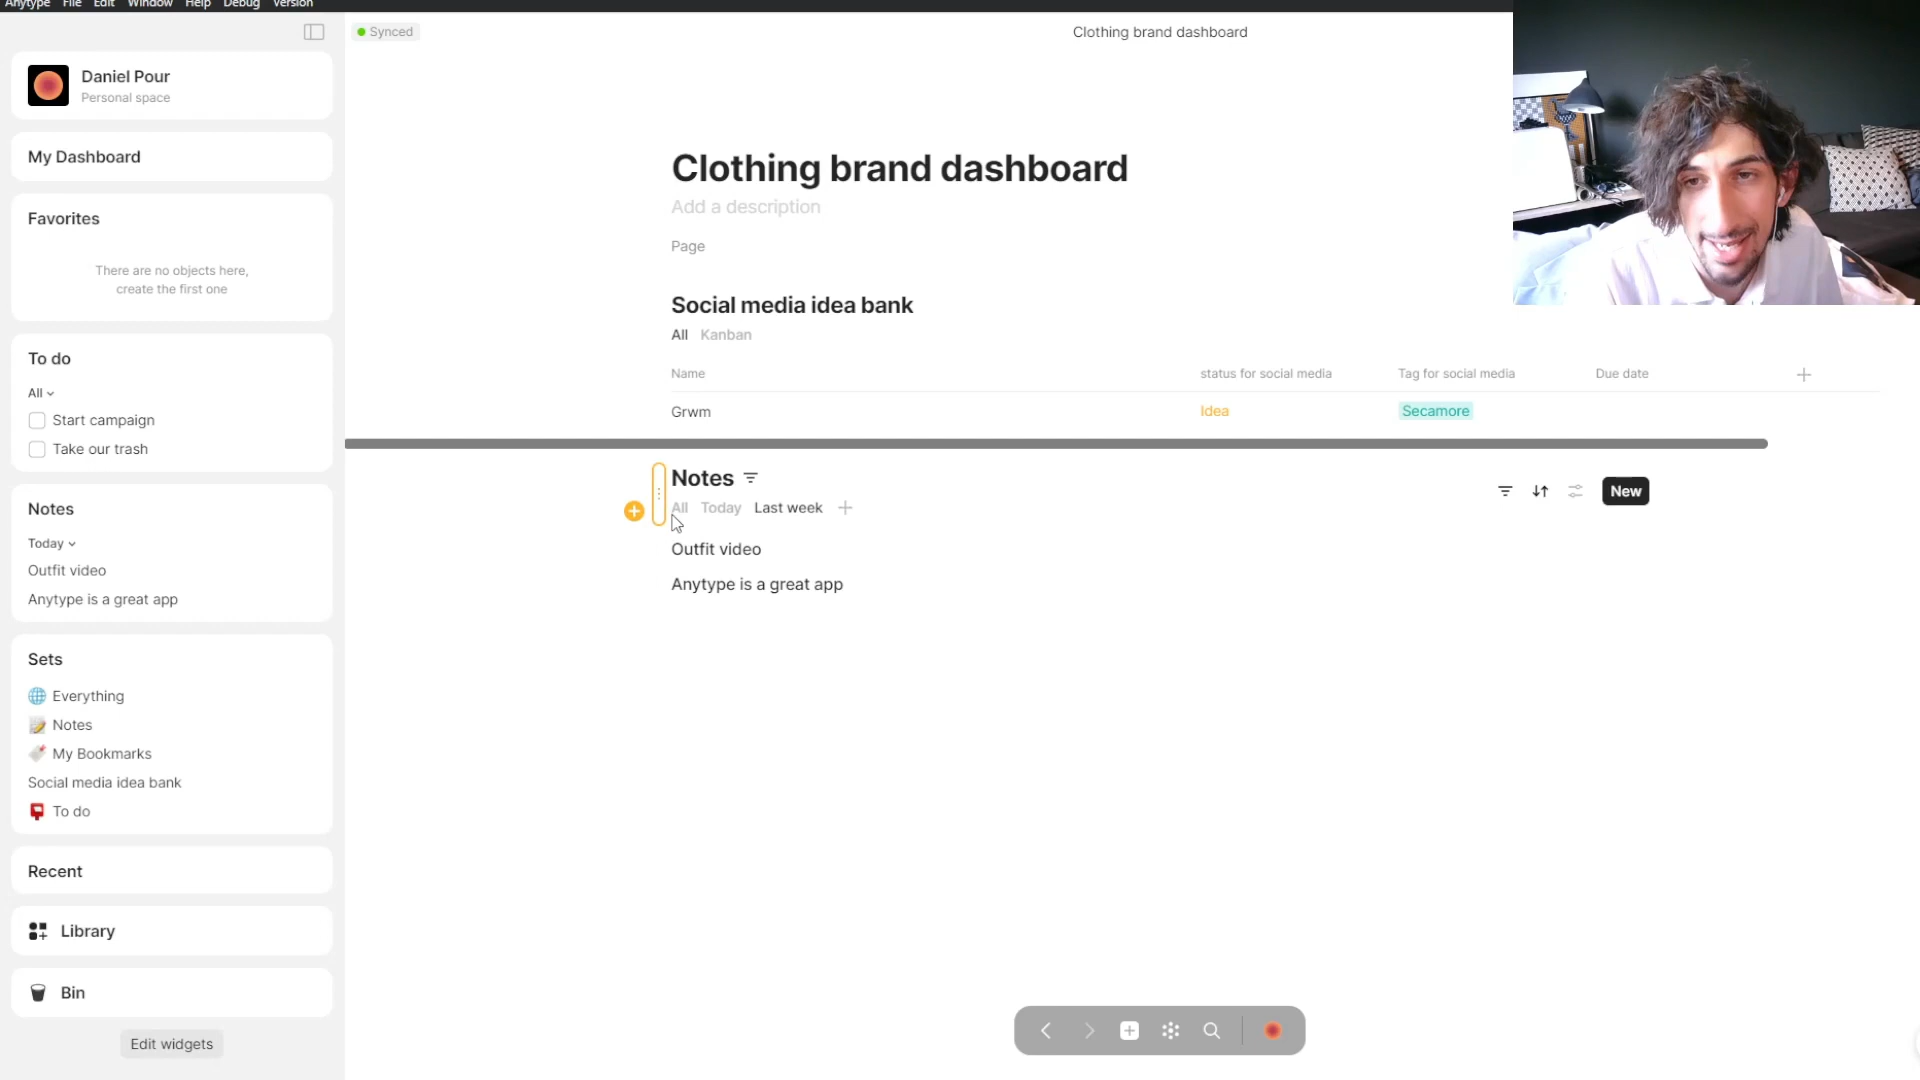 Anytype File Edit Window Help Debug Version
Synced
Clothing brand dashboard
Daniel Pour
Personal space
My Dashboard
Favorites
There are no objects here,
create the first one
To do
All
Start campaign
Take our trash
Notes
Today
Outfit video
Anytype is a great app
Sets
Everything
Notes
My Bookmarks
Social media idea bank
To do
Recent
Library
Bin
Edit widgets
Clothing brand dashboard
Add a description
Page
Social media idea bank
All Kanban
Name status for social media Tag for social media Due date
Grwm Idea Secamore
Notes
New
All Today Last week
Outfit video
Anytype is a great app